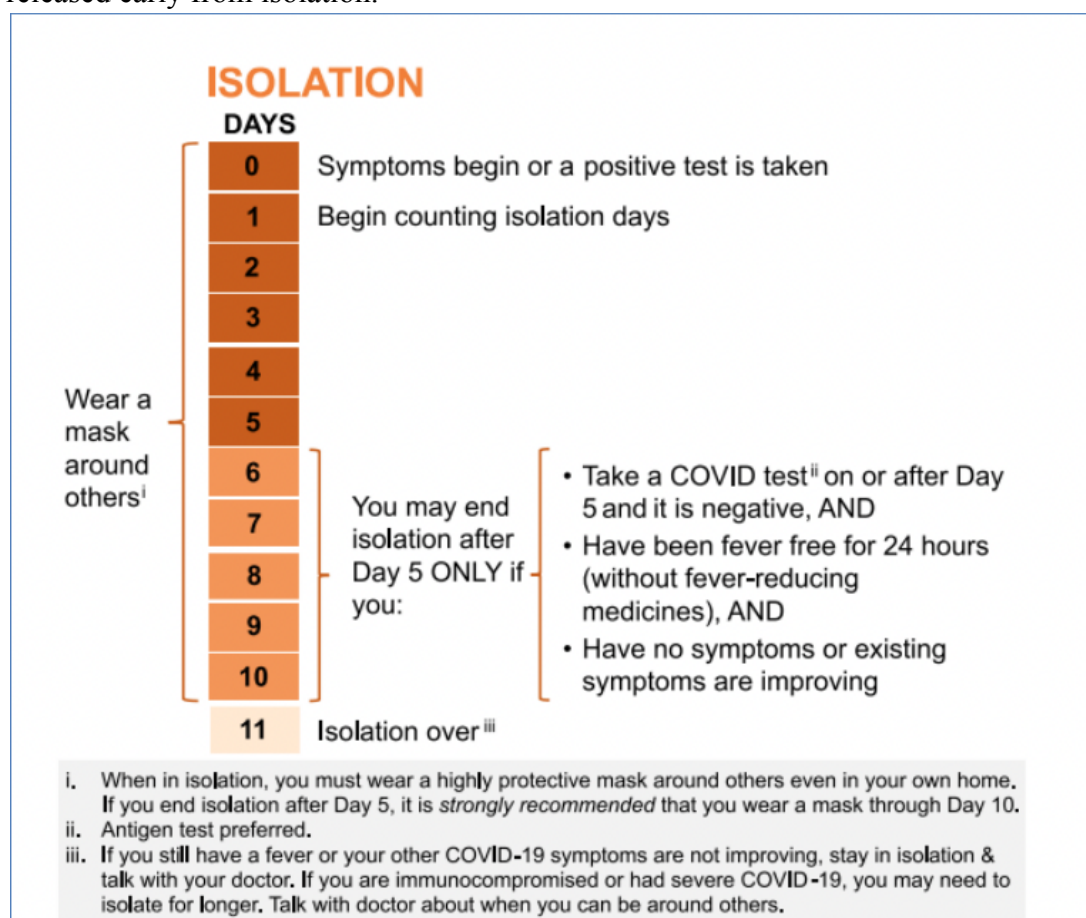 released early from isolation.
ISOLATION
DAYS
0 Symptoms begin or a positive test is taken
1 Begin counting isolation days
2
3
4
5
Wear a
mask
around
othersⁱ
6
7
8
9
10
You may end
isolation after
Day 5 ONLY if
you:
• Take a COVID testⁱⁱ on or after Day
5 and it is negative, AND
• Have been fever free for 24 hours
(without fever-reducing
medicines), AND
• Have no symptoms or existing
symptoms are improving
11 Isolation overⁱⁱⁱ
i. When in isolation, you must wear a highly protective mask around others even in your own home.
If you end isolation after Day 5, it is strongly recommended that you wear a mask through Day 10.
ii. Antigen test preferred.
iii. If you still have a fever or your other COVID-19 symptoms are not improving, stay in isolation &
talk with your doctor. If you are immunocompromised or had severe COVID-19, you may need to
isolate for longer. Talk with doctor about when you can be around others.